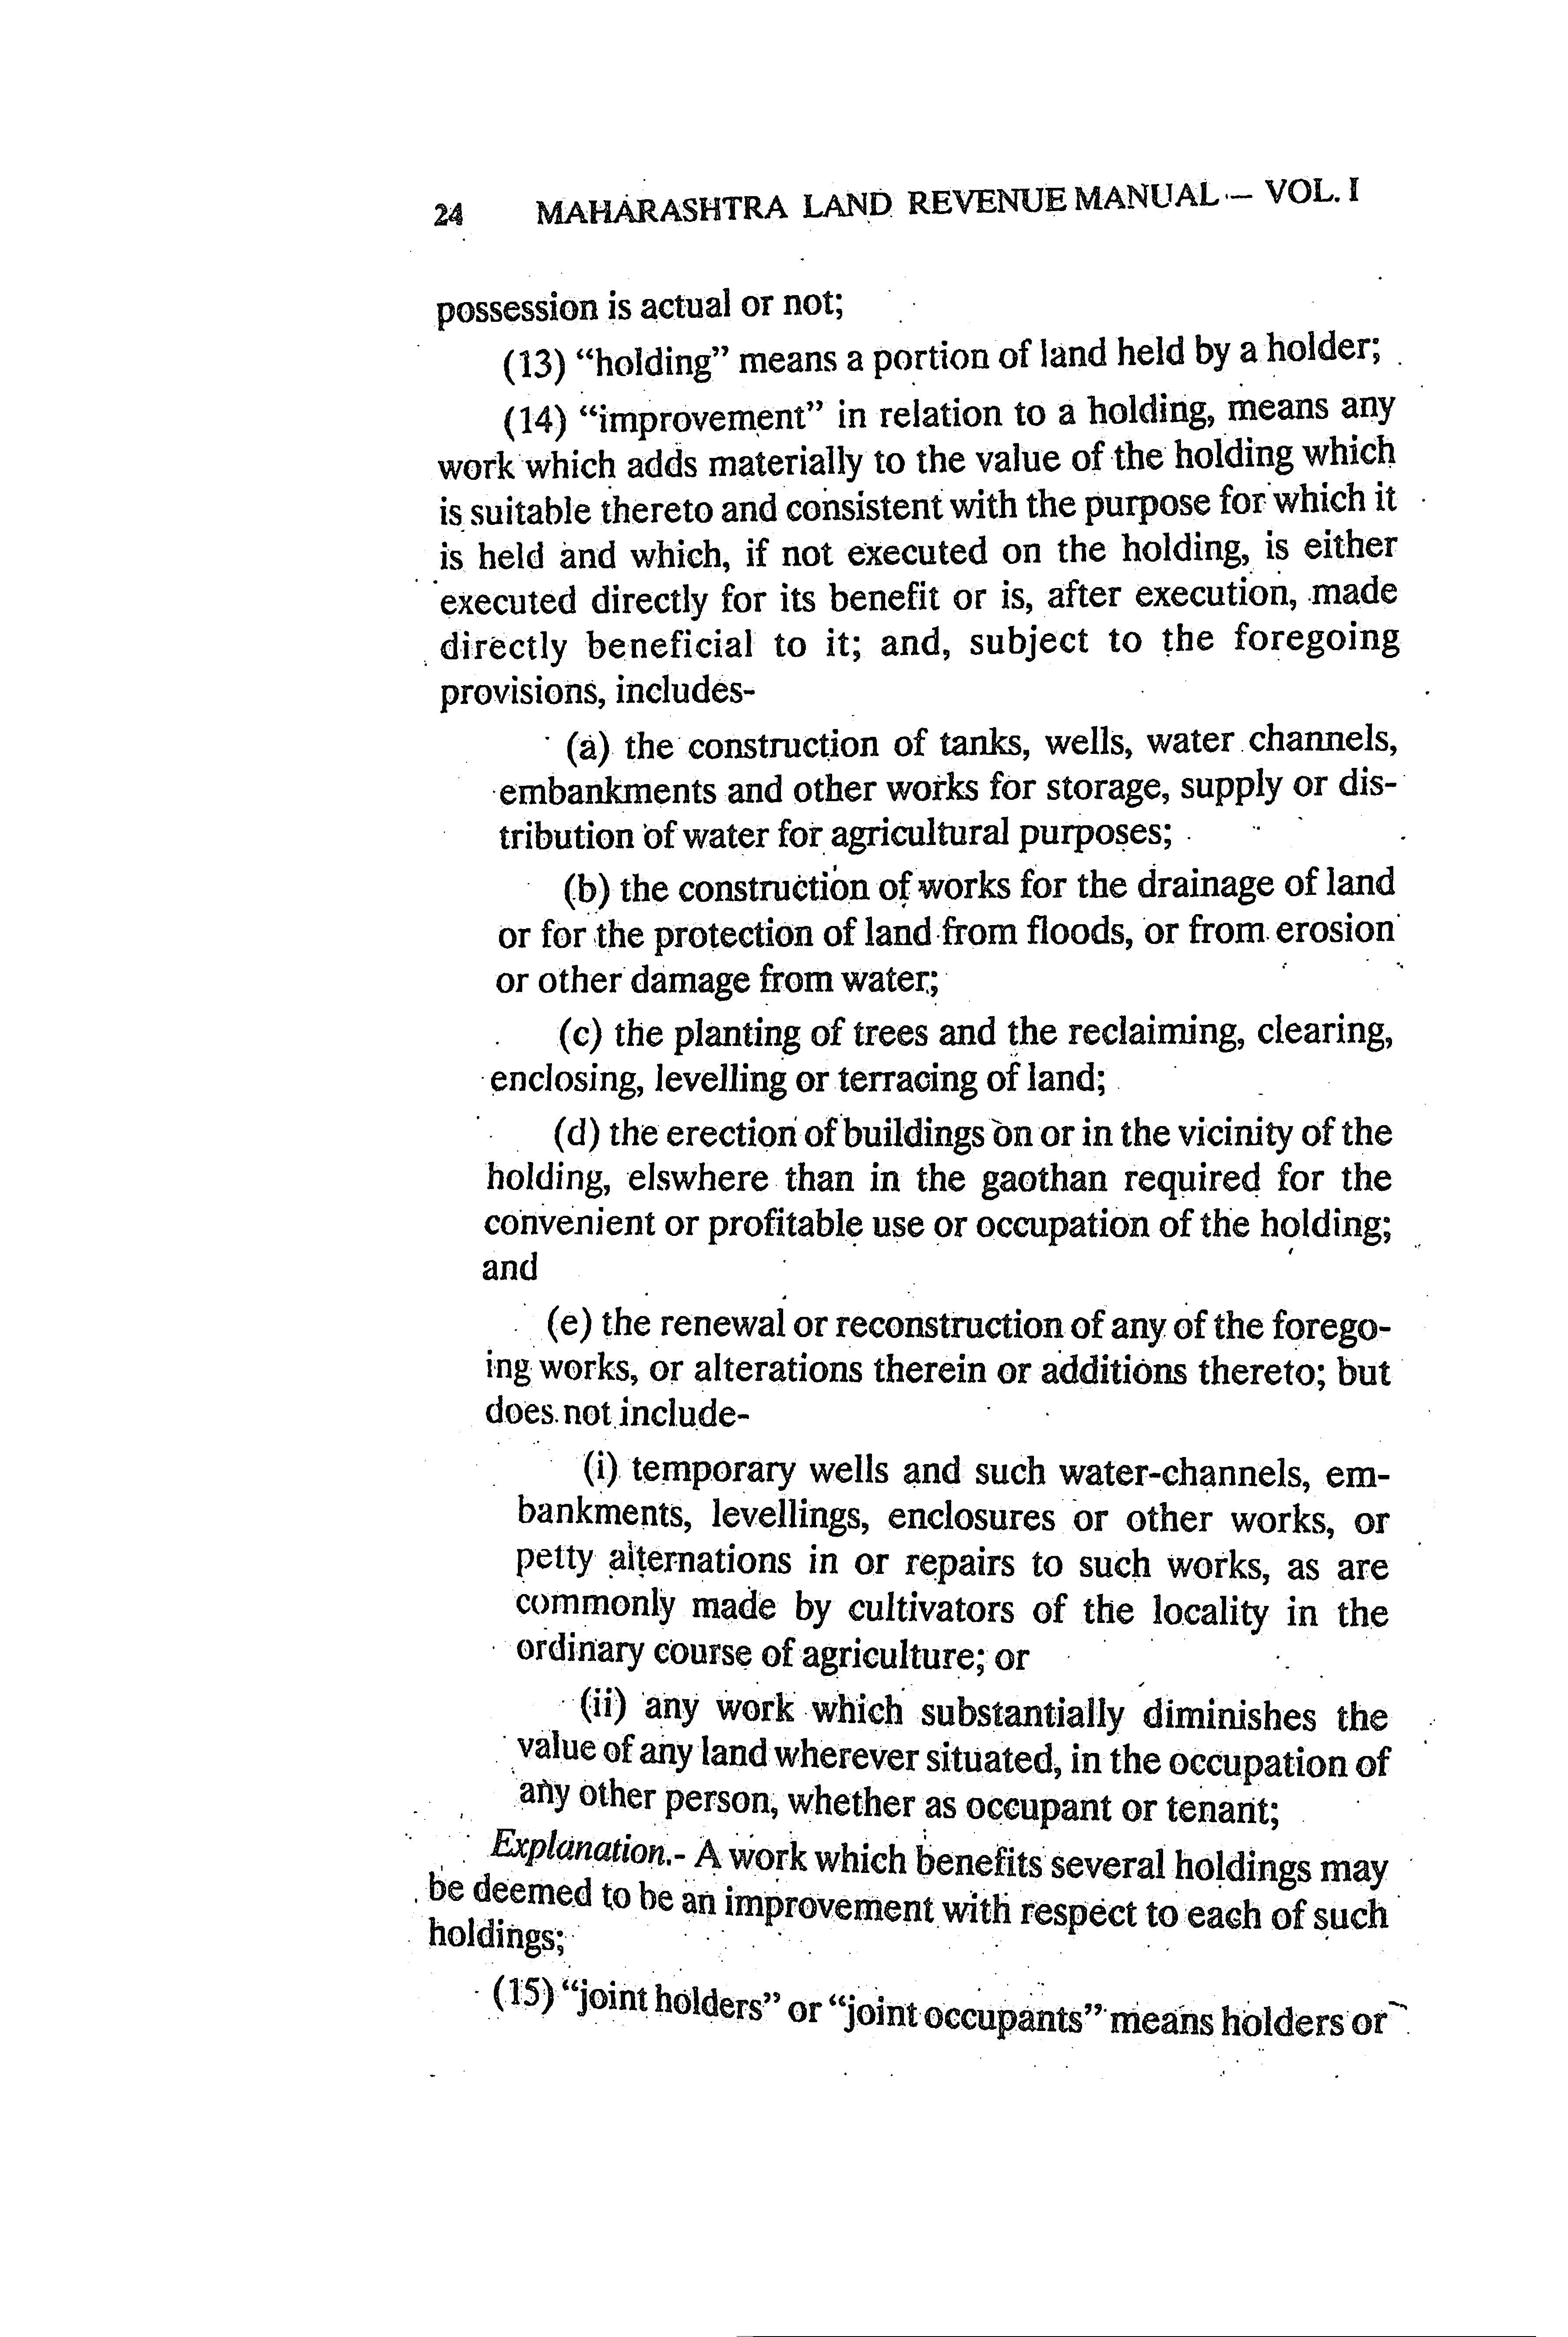 24 MAHARASHTRA LAND REVENUE MANUAL – VOL. I
possession is actual or not;
(13) “holding” means a portion of land held by a holder;
(14) “improvement” in relation to a holding, means any
work which adds materially to the value of the holding which
is suitable thereto and consistent with the purpose for which it
is held and which, if not executed on the holding, is either
executed directly for its benefit or is, after execution, made
directly beneficial to it; and, subject to the foregoing
provisions, includes-
(a) the construction of tanks, wells, water channels,
embankments and other works for storage, supply or dis-
tribution of water for agricultural purposes;
(b) the construction of works for the drainage of land
or for the protection of land from floods, or from erosion
or other damage from water;
(c) the planting of trees and the reclaiming, clearing,
enclosing, levelling or terracing of land;
(d) the erection of buildings on or in the vicinity of the
holding, elswhere than in the gaothan required for the
convenient or profitable use or occupation of the holding;
and
(e) the renewal or reconstruction of any of the forego-
ing works, or alterations therein or additions thereto; but
does not include-
(i) temporary wells and such water-channels, em-
bankments, levellings, enclosures or other works, or
petty alternations in or repairs to such works, as are
commonly made by cultivators of the locality in the
ordinary course of agriculture; or
(ii) any work which substantially diminishes the
value of any land wherever situated, in the occupation of
any other person, whether as occupant or tenant;
Explanation.- A work which benefits several holdings may
be deemed to be an improvement with respect to each of such
holdings;
(15) “joint holders” or “joint occupants” means holders or